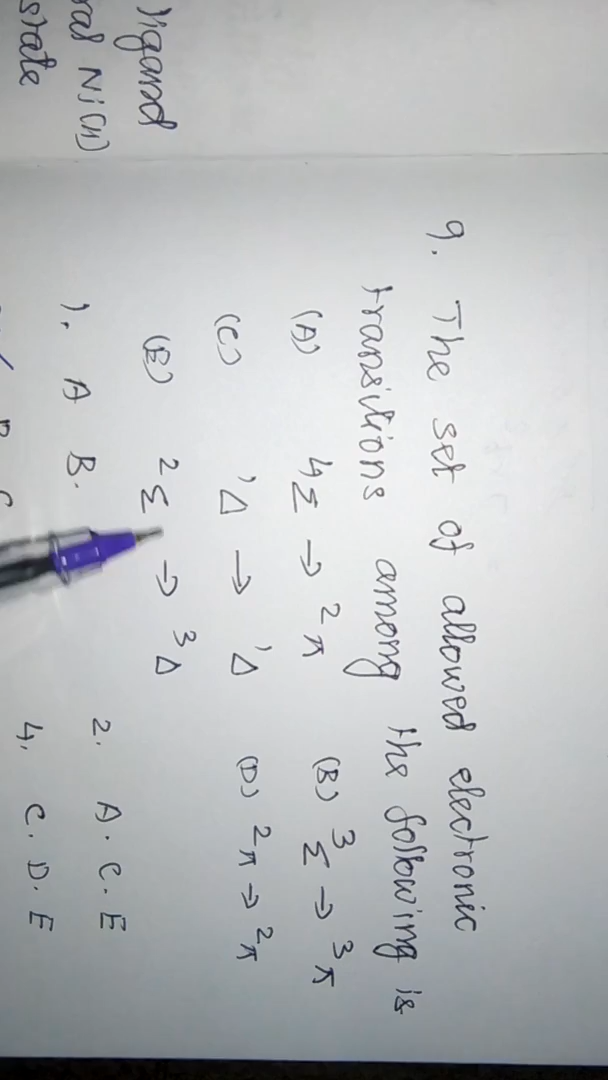 ligand
Ni(II)
state
9. The set of allowed electronic
transitions among the following is
(A) ⁴Σ → ²π (B) ³Σ → ³π
(C) ¹Δ → ¹Δ (D) ²π → ²π
(E) ²Σ → ³Δ
1. A B. 2. A. C. E
4. C. D. E